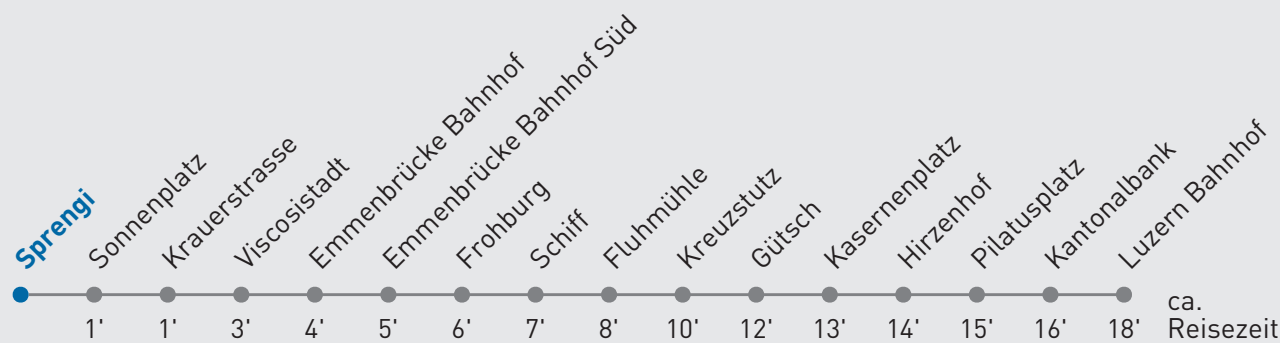 Sprengi
Sonnenplatz
Krauerstrasse
Viscosistadt
Emmenbrücke Bahnhof
Emmenbrücke Bahnhof Süd
Frohburg
Schiff
Fluhmühle
Kreuzstutz
Gütsch
Kasernenplatz
Hirzenhof
Pilatusplatz
Kantonalbank
Luzern Bahnhof
1' 1' 3' 4' 5' 6' 7' 8' 10' 12' 13' 14' 15' 16' 18'
ca.
Reisezeit